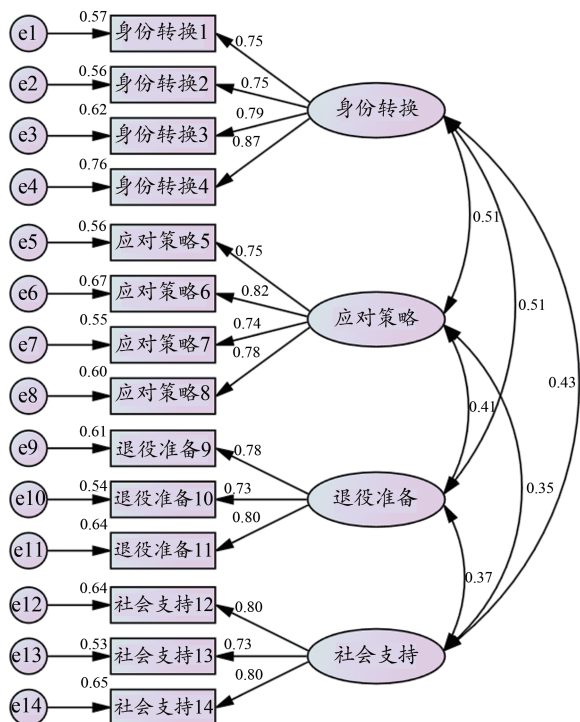 0.57
e1 身份转换1
0.75
0.56
e2 身份转换2
0.75
0.62
e3 身份转换3
0.79
0.76
e4 身份转换4
0.87
身份转换
0.56
e5 应对策略5
0.75
0.67
e6 应对策略6
0.82
0.55
e7 应对策略7
0.74
0.60
e8 应对策略8
0.78
应对策略
0.61
e9 退役准备9
0.78
0.54
e10 退役准备10
0.73
0.64
e11 退役准备11
0.80
退役准备
0.64
e12 社会支持12
0.80
0.53
e13 社会支持13
0.73
0.65
e14 社会支持14
0.80
社会支持
0.51
0.51
0.43
0.41
0.35
0.37